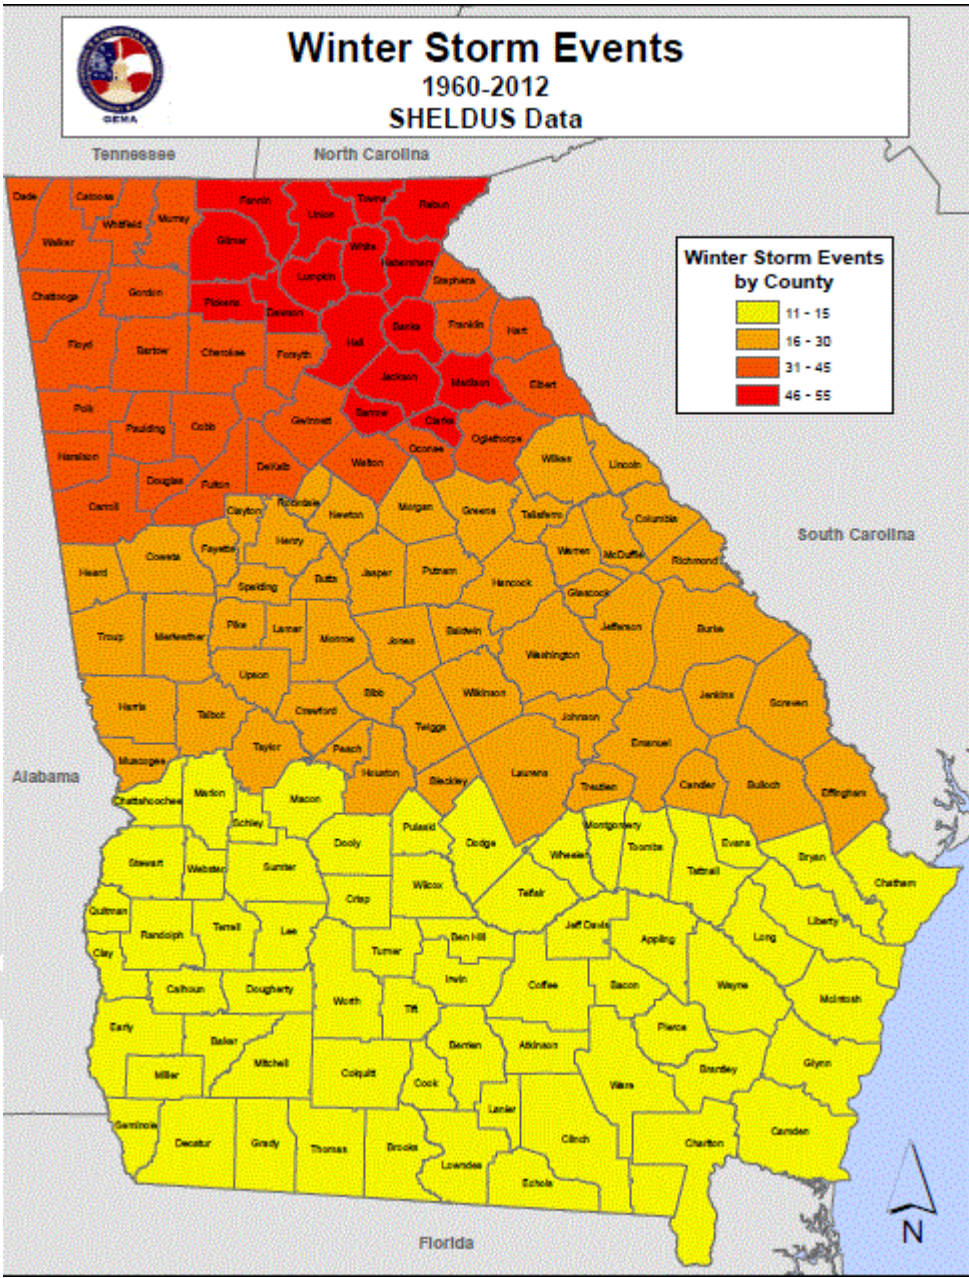 Winter Storm Events
1960-2012
SHELDUS Data
GEMA
Tennessee
North Carolina
Winter Storm Events
by County
11 - 15
16 - 30
31 - 45
46 - 55
South Carolina
Alabama
Florida
N
Dade
Catoosa
Whitfield
Murray
Fannin
Union
Towns
Rabun
Walker
Gilmer
White
Habersham
Lumpkin
Stephens
Chattooga
Gordon
Pickens
Dawson
Hall
Banks
Franklin
Hart
Floyd
Bartow
Cherokee
Forsyth
Jackson
Madison
Elbert
Polk
Paulding
Cobb
Gwinnett
Barrow
Clarke
Oconee
Oglethorpe
Haralson
Douglas
Fulton
DeKalb
Walton
Wilkes
Lincoln
Carroll
Clayton
Rockdale
Newton
Morgan
Greene
Taliaferro
Columbia
Heard
Coweta
Fayette
Henry
Spalding
Butts
Jasper
Putnam
Hancock
Warren
McDuffie
Richmond
Glascock
Troup
Meriwether
Pike
Lamar
Monroe
Jones
Baldwin
Washington
Jefferson
Burke
Upson
Harris
Talbot
Crawford
Bibb
Twiggs
Wilkinson
Johnson
Jenkins
Screven
Muscogee
Taylor
Peach
Houston
Bleckley
Laurens
Emanuel
Treutlen
Candler
Bulloch
Effingham
Chattahoochee
Marion
Schley
Macon
Dooly
Pulaski
Dodge
Wheeler
Montgomery
Toombs
Tattnall
Evans
Bryan
Chatham
Stewart
Webster
Sumter
Crisp
Wilcox
Telfair
Jeff Davis
Appling
Long
Liberty
Quitman
Randolph
Terrell
Lee
Turner
Ben Hill
Irwin
Coffee
Bacon
Wayne
McIntosh
Clay
Calhoun
Dougherty
Worth
Tift
Pierce
Early
Baker
Mitchell
Miller
Colquitt
Cook
Berrien
Atkinson
Ware
Brantley
Glynn
Lanier
Seminole
Decatur
Grady
Thomas
Brooks
Lowndes
Echols
Clinch
Charlton
Camden